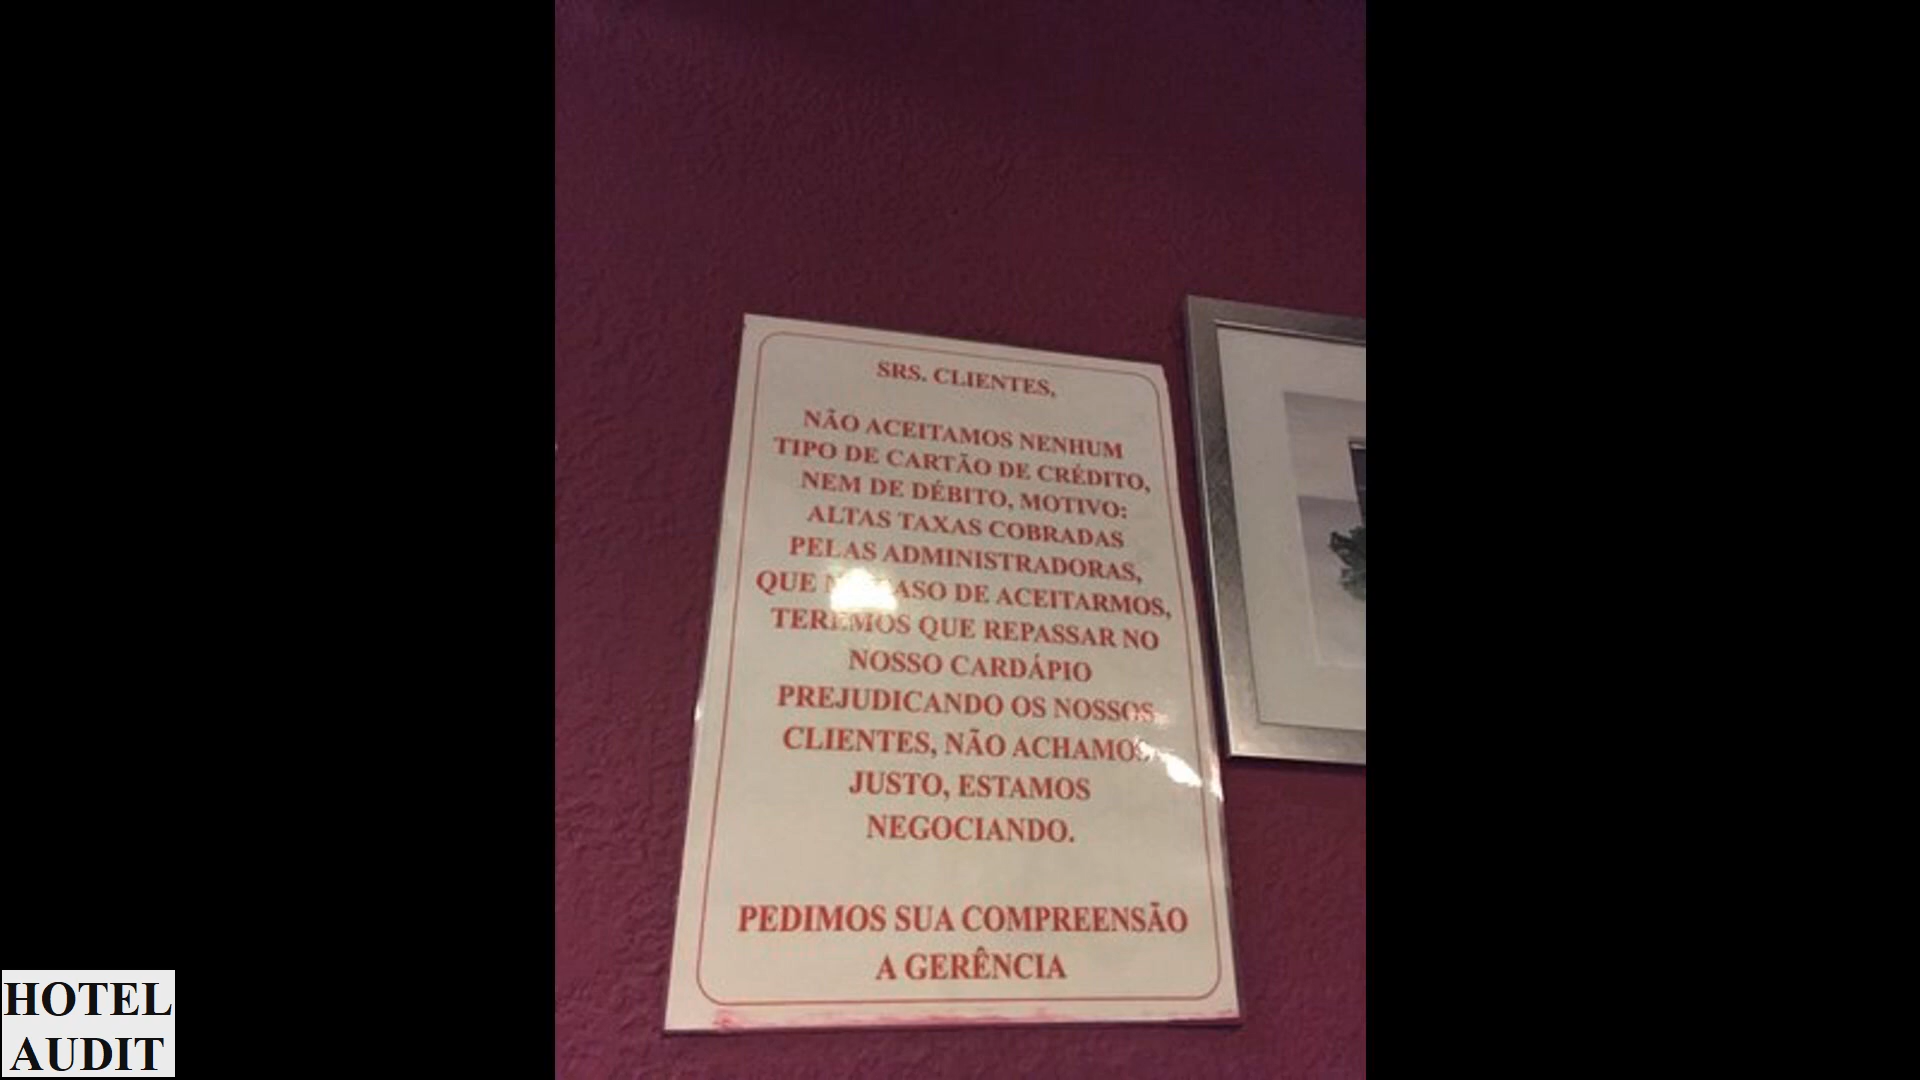 SRS. CLIENTES,
NÃO ACEITAMOS NENHUM
TIPO DE CARTÃO DE CRÉDITO,
NEM DE DÉBITO, MOTIVO:
ALTAS TAXAS COBRADAS
PELAS ADMINISTRADORAS,
QUE DE ACEITARMOS,
TEREMOS QUE REPASSAR NO
NOSSO CARDÁPIO
PREJUDICANDO OS NOSSOS
CLIENTES, NÃO ACHAMOS
JUSTO, ESTAMOS
NEGOCIANDO.
PEDIMOS SUA COMPREENSÃO
A GERÊNCIA
HOTEL
AUDIT